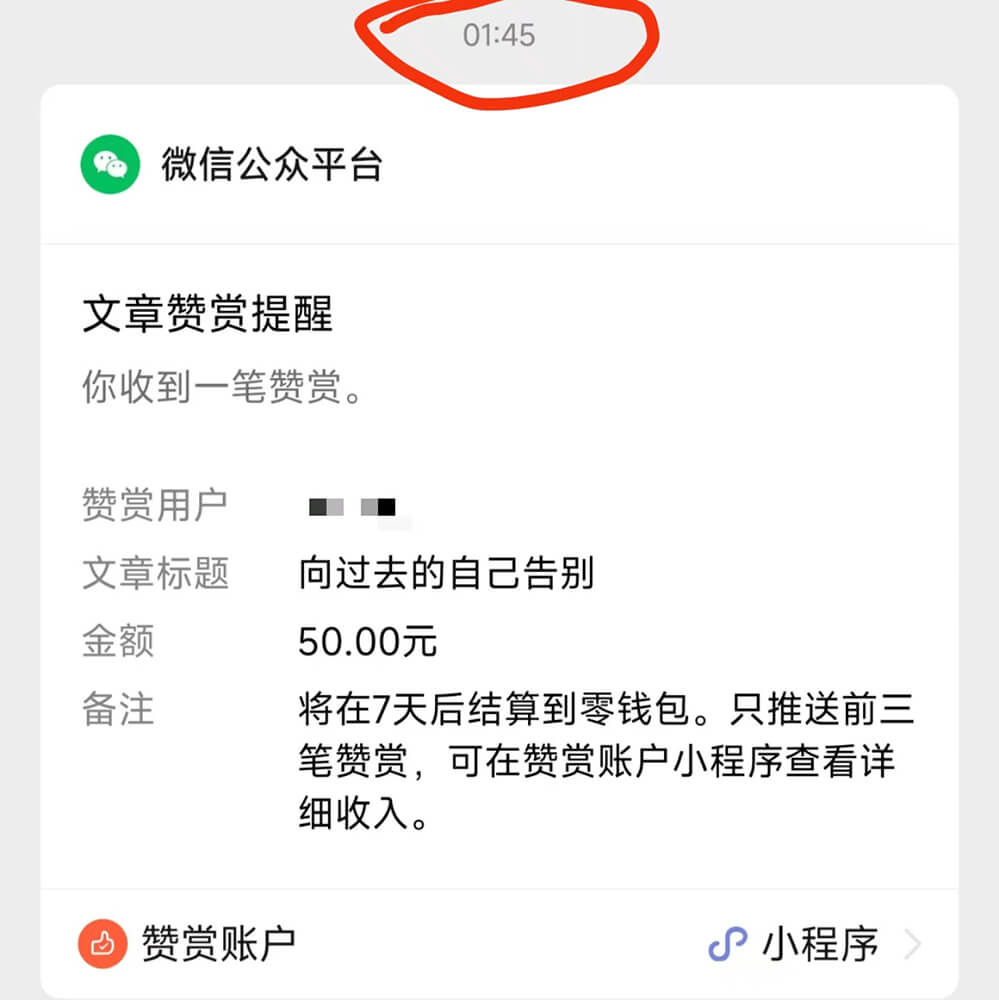 01:45
微信公众平台
文章赞赏提醒
你收到一笔赞赏。
赞赏用户
文章标题 向过去的自己告别
金额 50.00元
备注 将在7天后结算到零钱包。只推送前三
笔赞赏，可在赞赏账户小程序查看详
细收入。
赞赏账户 小程序